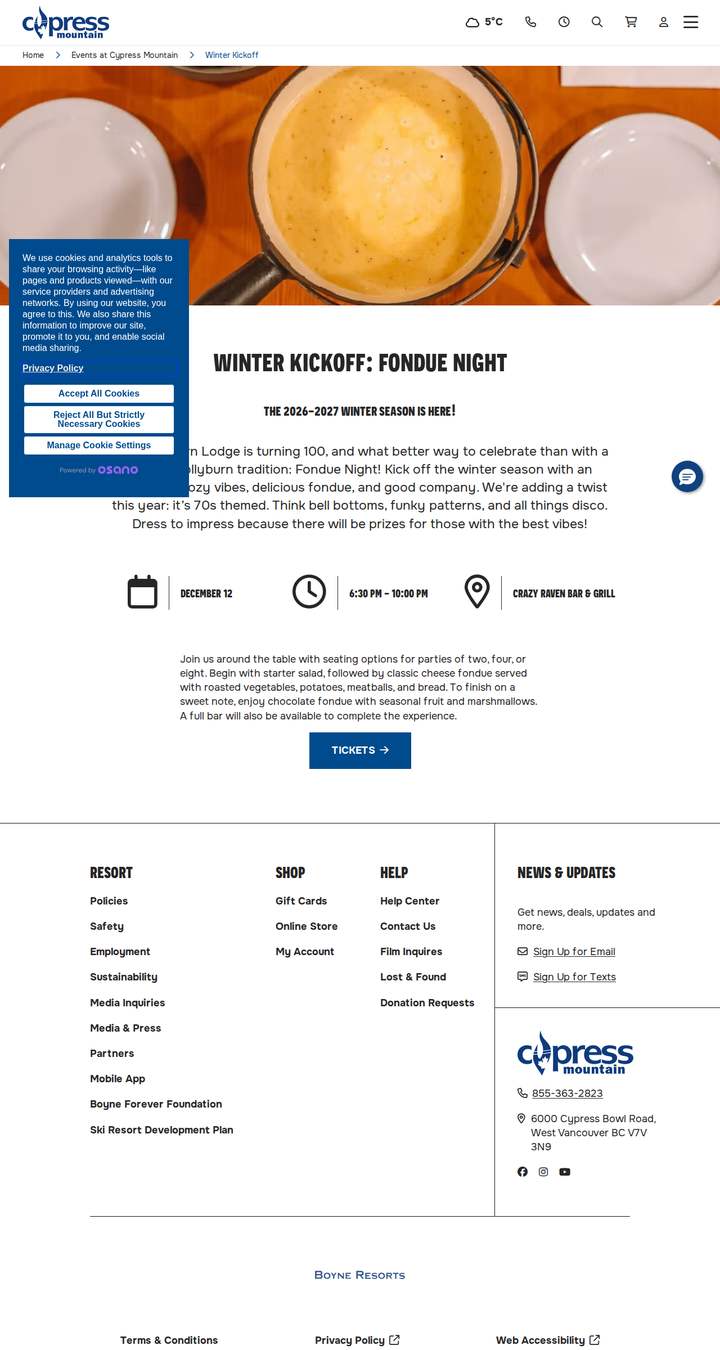 cypress
mountain
5°C
Home > Events at Cypress Mountain > Winter Kickoff
We use cookies and analytics tools to
share your browsing activity—like
pages and products viewed—with our
service providers and advertising
networks. By using our website, you
agree to this. We also share this
information to improve our site,
promote it to you, and enable social
media sharing.
Privacy Policy
Accept All Cookies
Reject All But Strictly
Necessary Cookies
Manage Cookie Settings
Powered by osano
WINTER KICKOFF: FONDUE NIGHT
THE 2026–2027 WINTER SEASON IS HERE!
Lodge is turning 100, and what better way to celebrate than with a
tradition: Fondue Night! Kick off the winter season with an
vibes, delicious fondue, and good company. We're adding a twist
this year: it's 70s themed. Think bell bottoms, funky patterns, and all things disco.
Dress to impress because there will be prizes for those with the best vibes!
DECEMBER 12
6:30 PM – 10:00 PM
CRAZY RAVEN BAR & GRILL
Join us around the table with seating options for parties of two, four, or
eight. Begin with starter salad, followed by classic cheese fondue served
with roasted vegetables, potatoes, meatballs, and bread. To finish on a
sweet note, enjoy chocolate fondue with seasonal fruit and marshmallows.
A full bar will also be available to complete the experience.
TICKETS →
RESORT
Policies
Safety
Employment
Sustainability
Media Inquiries
Media & Press
Partners
Mobile App
Boyne Forever Foundation
Ski Resort Development Plan
SHOP
Gift Cards
Online Store
My Account
HELP
Help Center
Contact Us
Film Inquires
Lost & Found
Donation Requests
NEWS & UPDATES
Get news, deals, updates and
more.
Sign Up for Email
Sign Up for Texts
cypress
mountain
855-363-2823
6000 Cypress Bowl Road,
West Vancouver BC V7V
3N9
BOYNE RESORTS
Terms & Conditions
Privacy Policy
Web Accessibility